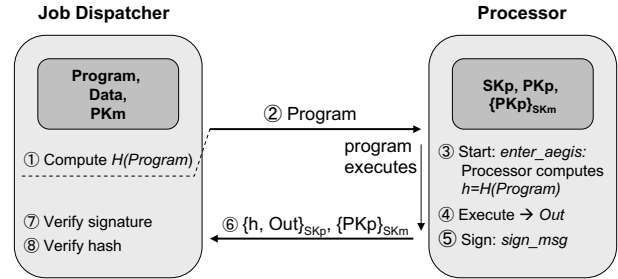 Job Dispatcher
Processor
Program,
Data,
PKm
SKp, PKp,
{PKp}SKm
① Compute H(Program)
② Program
program
executes
③ Start: enter_aegis:
Processor computes
h=H(Program)
④ Execute → Out
⑤ Sign: sign_msg
⑥ {h, Out}SKp, {PKp}SKm
⑦ Verify signature
⑧ Verify hash